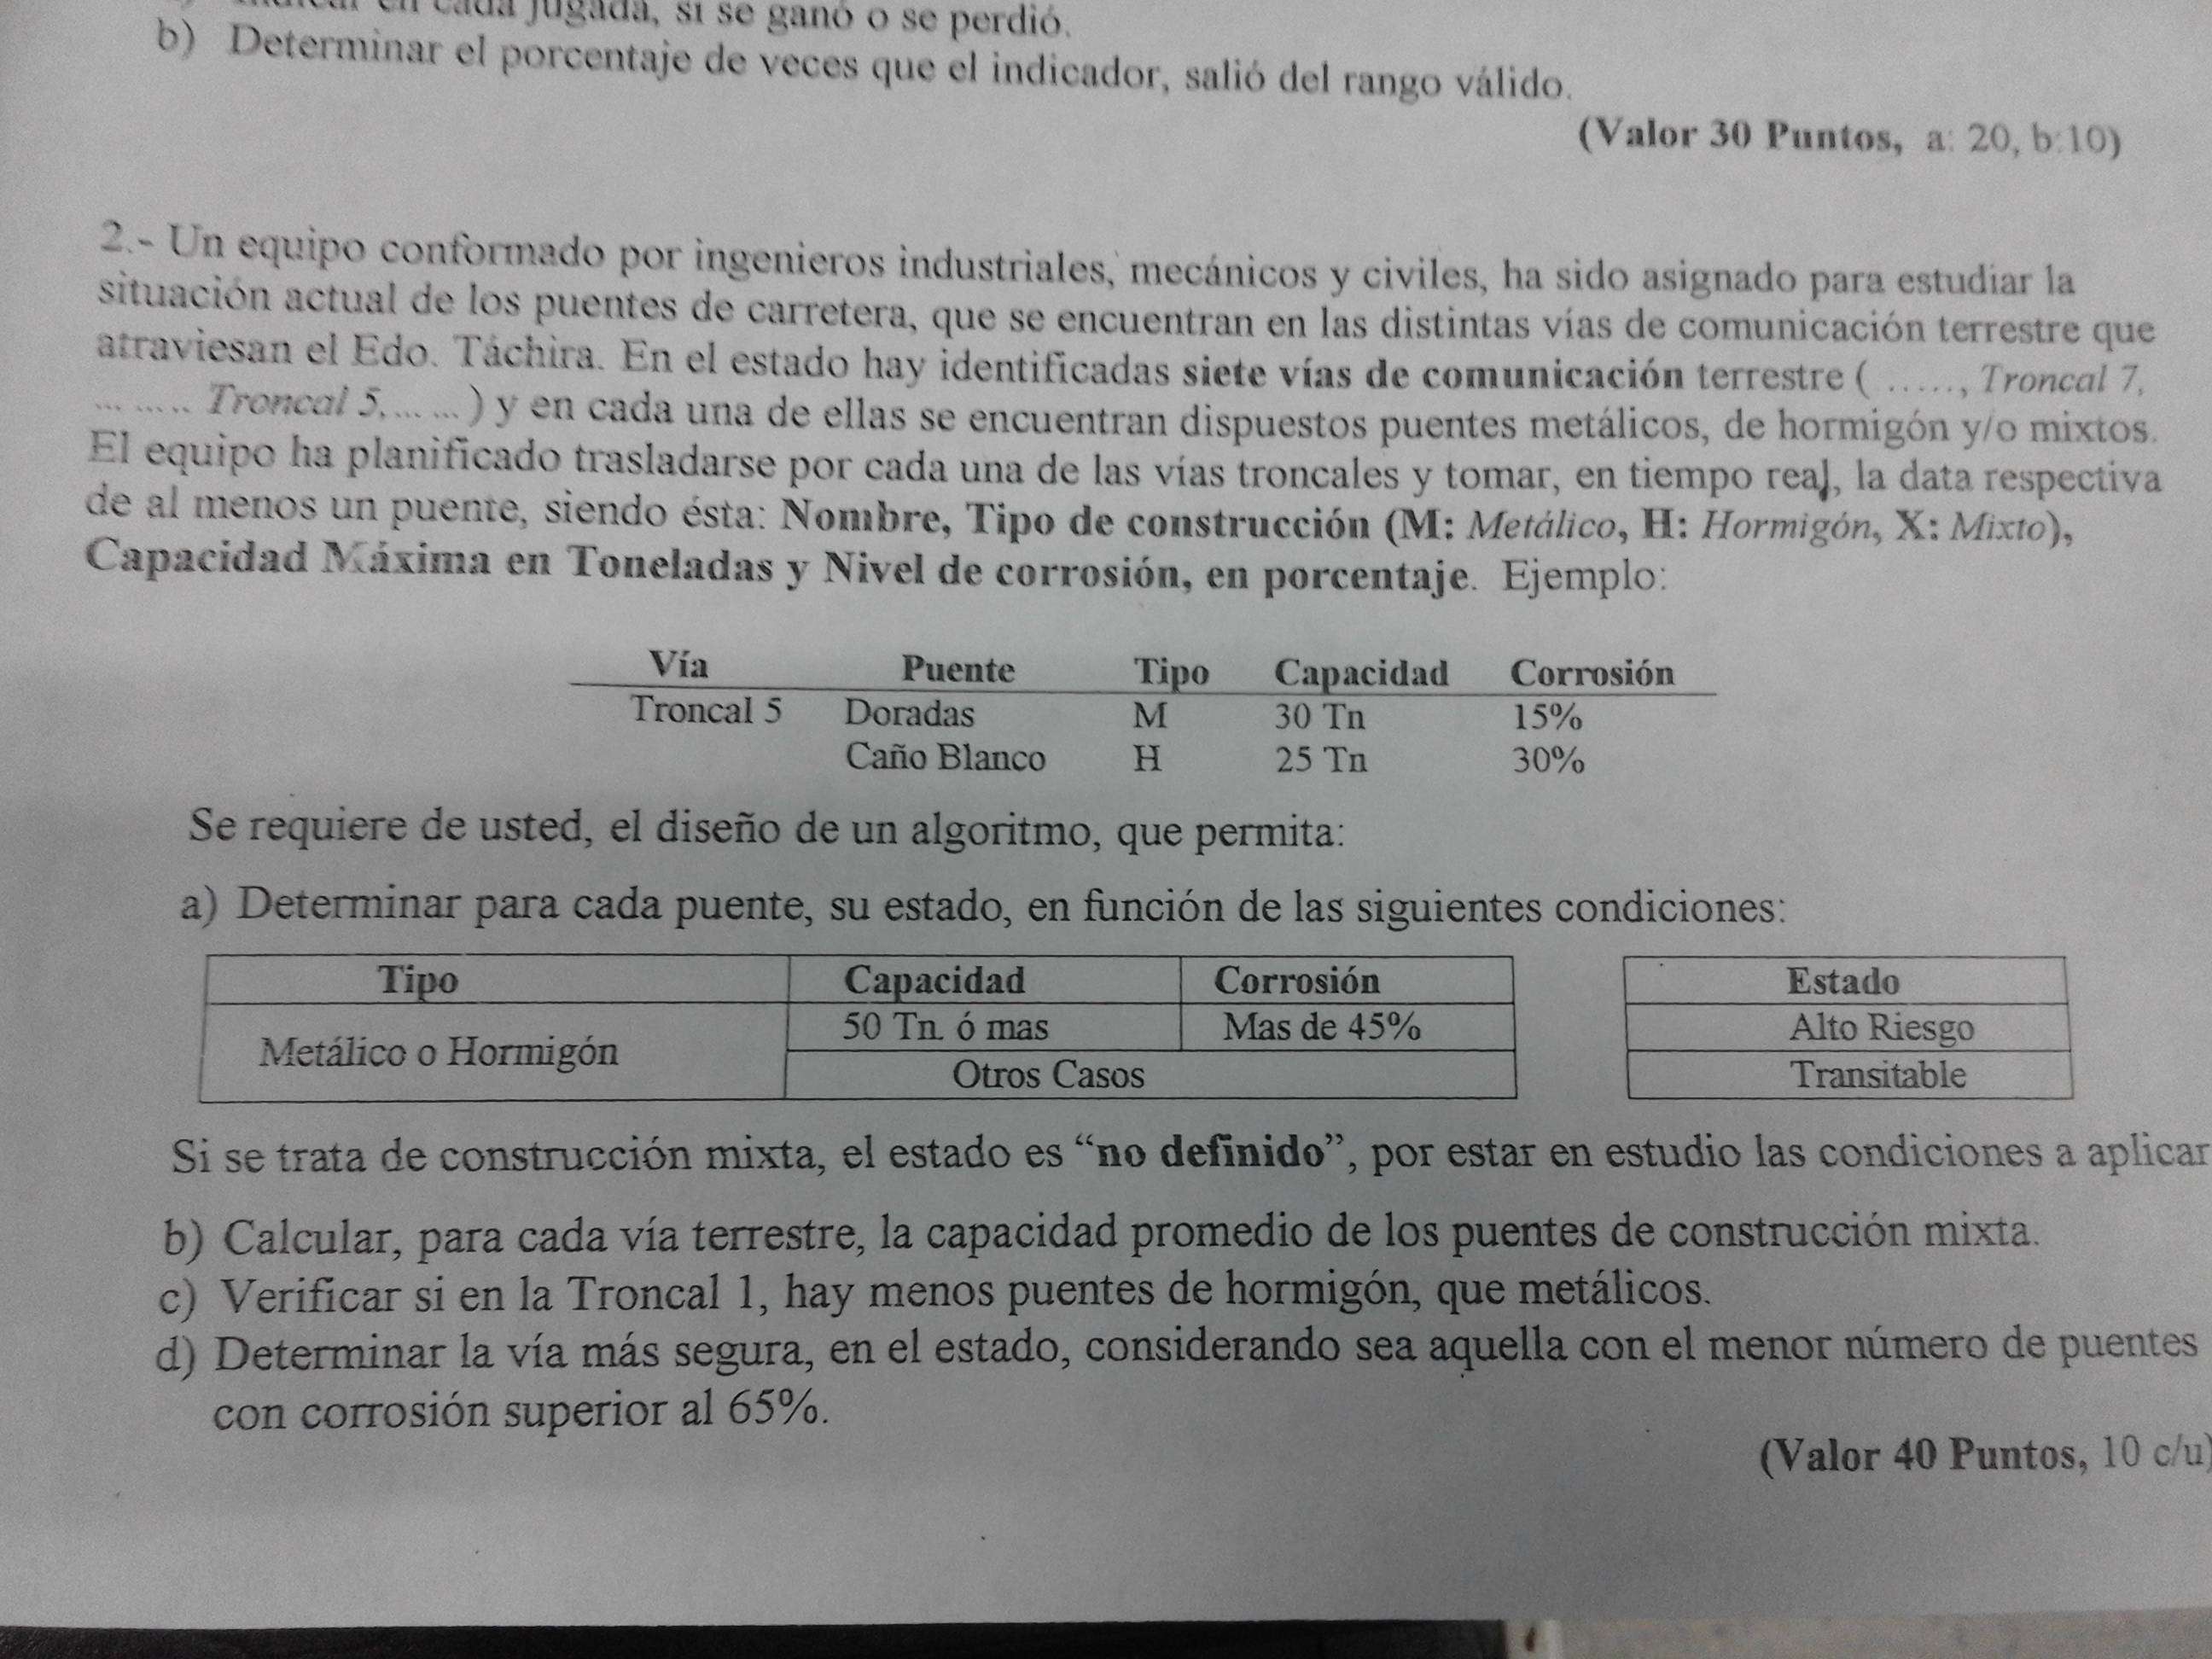 en cada jugada, si se ganó o se perdió.
b) Determinar el porcentaje de veces que el indicador, salió del rango válido.
(Valor 30 Puntos, a: 20, b:10)
2.- Un equipo conformado por ingenieros industriales, mecánicos y civiles, ha sido asignado para estudiar la
situación actual de los puentes de carretera, que se encuentran en las distintas vías de comunicación terrestre que
atraviesan el Edo. Táchira. En el estado hay identificadas siete vías de comunicación terrestre ( ....., Troncal 7,
... ... .. Troncal 5, ... ... ) y en cada una de ellas se encuentran dispuestos puentes metálicos, de hormigón y/o mixtos.
El equipo ha planificado trasladarse por cada una de las vías troncales y tomar, en tiempo real, la data respectiva
de al menos un puente, siendo ésta: Nombre, Tipo de construcción (M: Metálico, H: Hormigón, X: Mixto),
Capacidad Máxima en Toneladas y Nivel de corrosión, en porcentaje. Ejemplo:
Vía Puente Tipo Capacidad Corrosión
Troncal 5 Doradas M 30 Tn 15%
Caño Blanco H 25 Tn 30%
Se requiere de usted, el diseño de un algoritmo, que permita:
a) Determinar para cada puente, su estado, en función de las siguientes condiciones:
Tipo Capacidad Corrosión Estado
Metálico o Hormigón 50 Tn. ó mas Mas de 45% Alto Riesgo
Otros Casos Transitable
Si se trata de construcción mixta, el estado es “no definido”, por estar en estudio las condiciones a aplicar
b) Calcular, para cada vía terrestre, la capacidad promedio de los puentes de construcción mixta.
c) Verificar si en la Troncal 1, hay menos puentes de hormigón, que metálicos.
d) Determinar la vía más segura, en el estado, considerando sea aquella con el menor número de puentes
con corrosión superior al 65%.
(Valor 40 Puntos, 10 c/u)